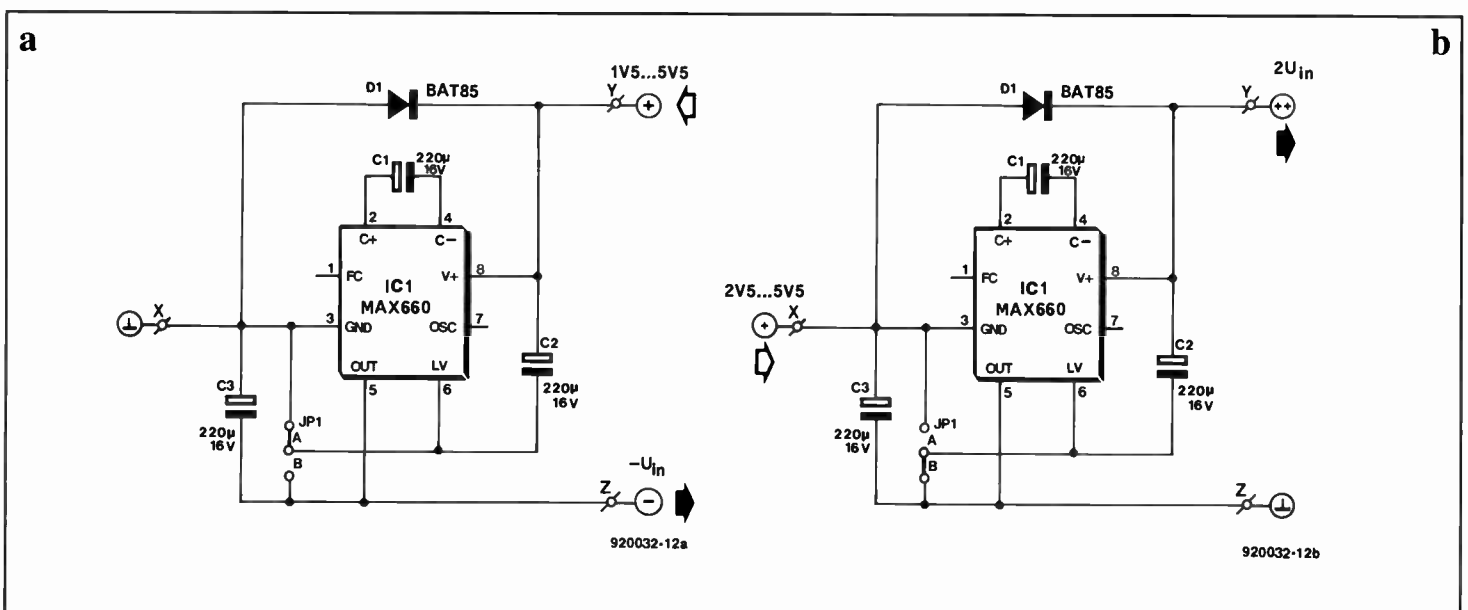 a
1V5...5V5
D1 BAT85
Y
+
C1 220µ
16V
2 4
C+ C−
1 FC V+ 8
IC1
MAX660
X
3 GND OSC 7
OUT LV
5 6
C2
220µ
16V
C3
220µ
16V
JP1
A
B
−Uin
Z
−
920032-12a
b
2Uin
D1 BAT85
Y
++
C1 220µ
16V
2 4
C+ C−
1 FC V+ 8
IC1
MAX660
2V5...5V5
X
+
3 GND OSC 7
OUT LV
5 6
C2
220µ
16V
C3
220µ
16V
JP1
A
B
Z
920032-12b